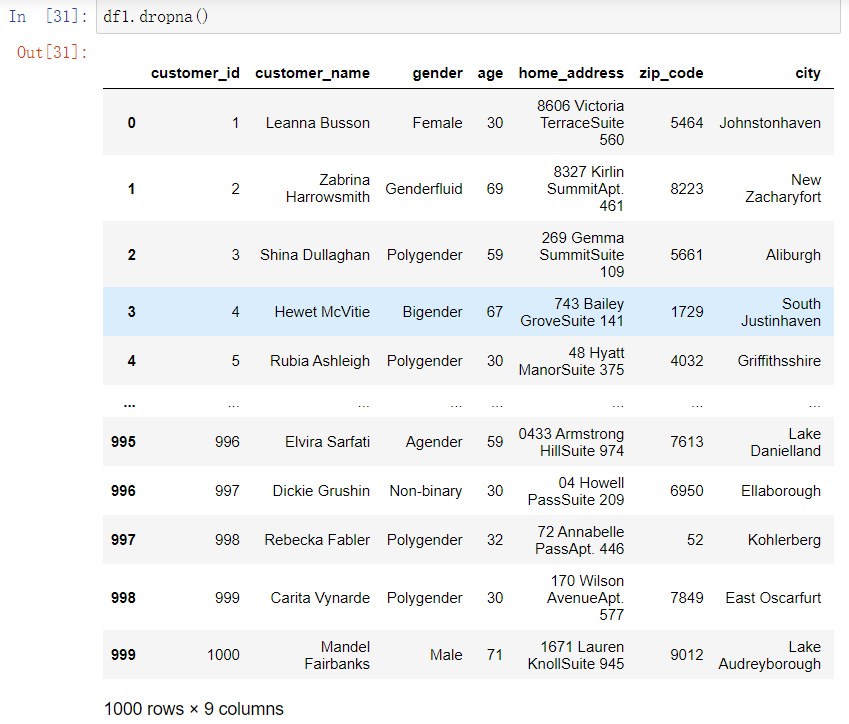 In [31]: df1.dropna()
Out[31]:
customer_id customer_name gender age home_address zip_code city
0 1 Leanna Busson Female 30 8606 Victoria TerraceSuite 560 5464 Johnstonhaven
1 2 Zabrina Harrowsmith Genderfluid 69 8327 Kirlin SummitApt. 461 8223 New Zacharyfort
2 3 Shina Dullaghan Polygender 59 269 Gemma SummitSuite 109 5661 Aliburgh
3 4 Hewet McVitie Bigender 67 743 Bailey GroveSuite 141 1729 South Justinhaven
4 5 Rubia Ashleigh Polygender 30 48 Hyatt ManorSuite 375 4032 Griffithsshire
... ... ... ... ... ... ... ...
995 996 Elvira Sarfati Agender 59 0433 Armstrong HillSuite 974 7613 Lake Danielland
996 997 Dickie Grushin Non-binary 30 04 Howell PassSuite 209 6950 Ellaborough
997 998 Rebecka Fabler Polygender 32 72 Annabelle PassApt. 446 52 Kohlerberg
998 999 Carita Vynarde Polygender 30 170 Wilson AvenueApt. 577 7849 East Oscarfurt
999 1000 Mandel Fairbanks Male 71 1671 Lauren KnollSuite 945 9012 Lake Audreyborough
1000 rows × 9 columns